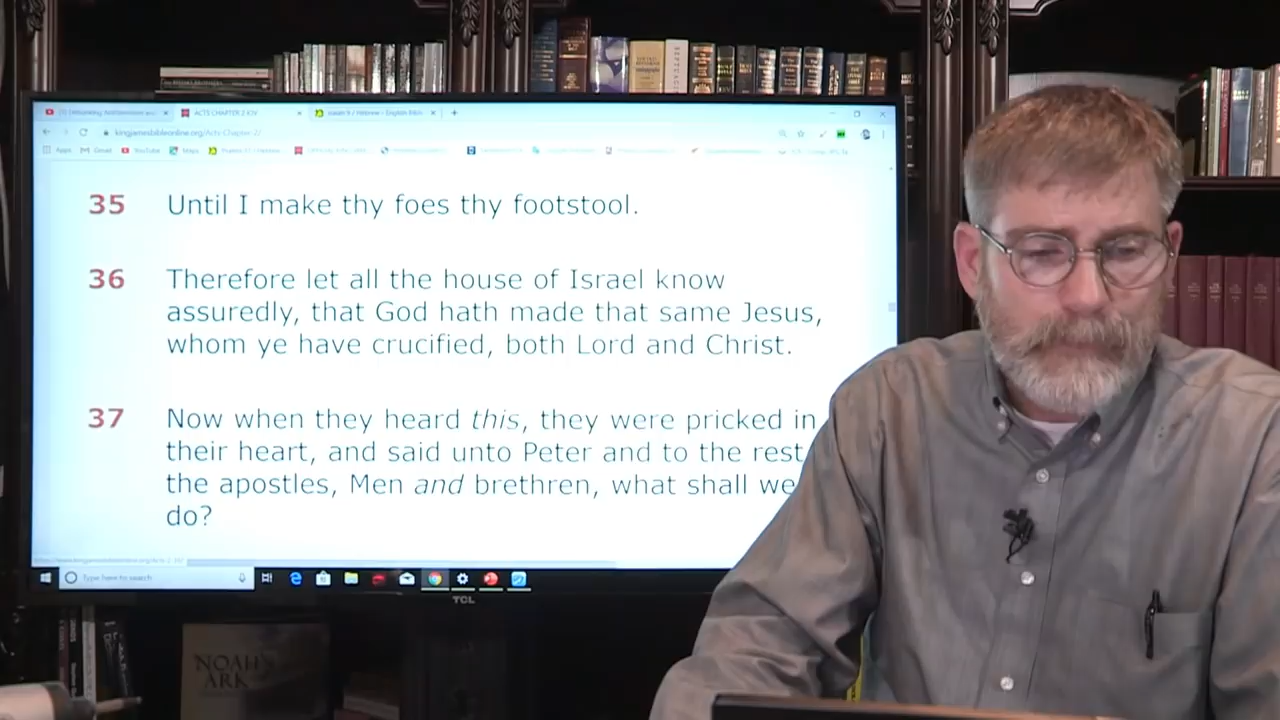 ACTS CHAPTER 2 KJV
kingjamesbibleonline.org/Acts-Chapter-2/
Apps Gmail YouTube Maps
35 Until I make thy foes thy footstool.
36 Therefore let all the house of Israel know
assuredly, that God hath made that same Jesus,
whom ye have crucified, both Lord and Christ.
37 Now when they heard this, they were pricked in
their heart, and said unto Peter and to the rest
the apostles, Men and brethren, what shall we
do?
Type here to search
TCL
NOAH'S
ARK